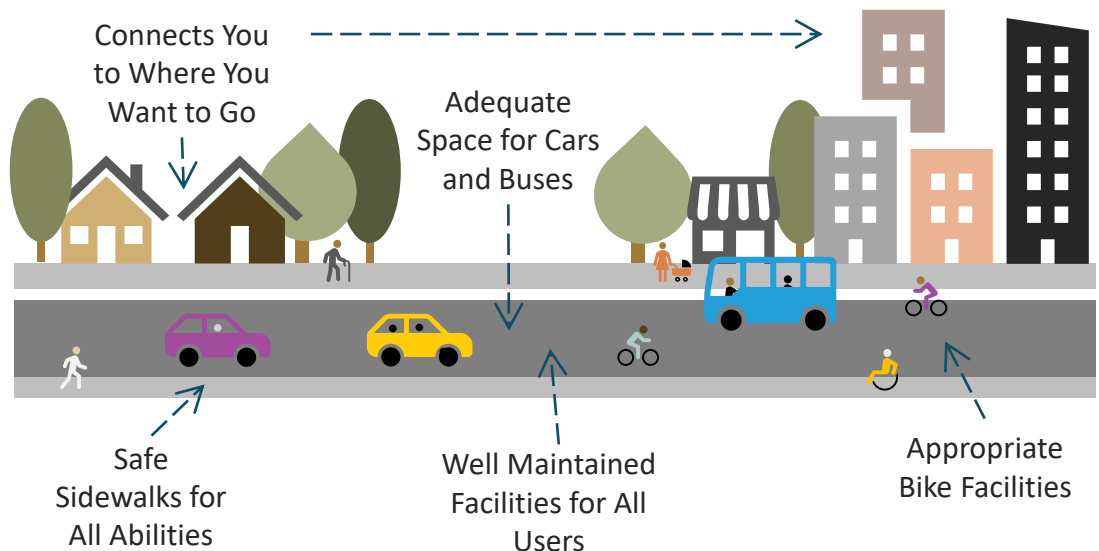 Connects You
to Where You
Want to Go
Adequate
Space for Cars
and Buses
Safe
Sidewalks for
All Abilities
Well Maintained
Facilities for All
Users
Appropriate
Bike Facilities